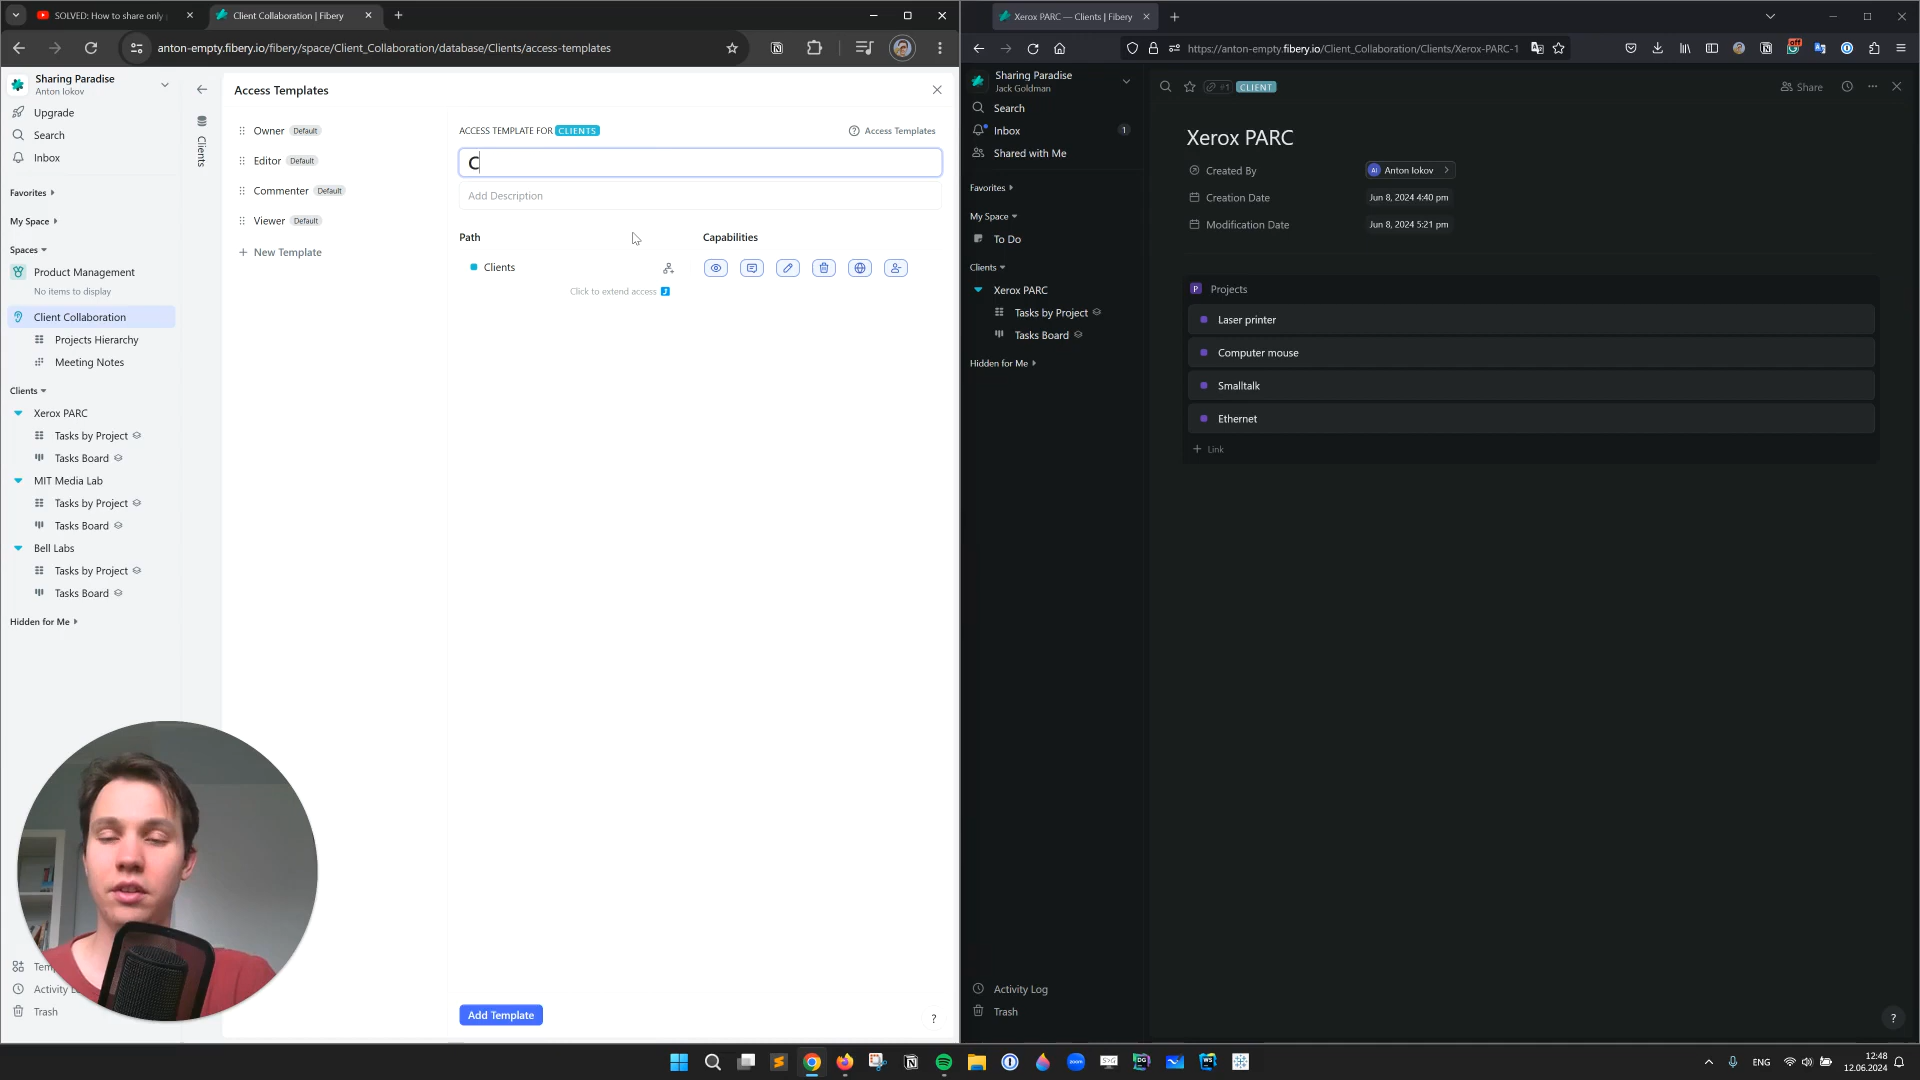 SOLVED: How to share only
Client Collaboration | Fibery
anton-empty.fibery.io/fibery/space/Client_Collaboration/database/Clients/access-templates
Sharing Paradise
Anton Iokov
Upgrade
Search
Inbox
Favorites
My Space
Spaces
Product Management
No items to display
Client Collaboration
Projects Hierarchy
Meeting Notes
Clients
Xerox PARC
Tasks by Project
Tasks Board
MIT Media Lab
Tasks by Project
Tasks Board
Bell Labs
Tasks by Project
Tasks Board
Hidden for Me
Activity
Trash
Clients
Access Templates
Owner Default
Editor Default
Commenter Default
Viewer Default
New Template
ACCESS TEMPLATE FOR CLIENTS
Access Templates
C
Add Description
Path
Capabilities
Clients
Click to extend access
Add Template
?
Xerox PARC — Clients | Fibery
https://anton-empty.fibery.io/Client_Collaboration/Clients/Xerox-PARC-1
Sharing Paradise
Jack Goldman
Search
Inbox 1
Shared with Me
Favorites
My Space
To Do
Clients
Xerox PARC
Tasks by Project
Tasks Board
Hidden for Me
Activity Log
Trash
#1 CLIENT
Share
Xerox PARC
Created By
AI Anton Iokov
Creation Date
Jun 8, 2024 4:40 pm
Modification Date
Jun 8, 2024 5:21 pm
P Projects
Laser printer
Computer mouse
Smalltalk
Ethernet
Link
?
ENG
12:48
12.06.2024